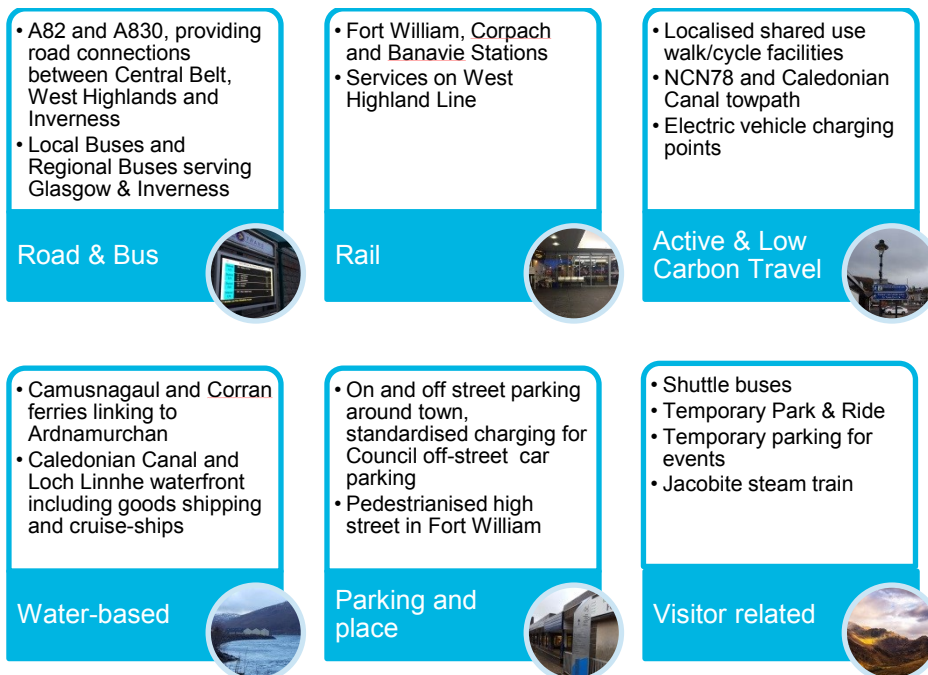 • A82 and A830, providing
road connections
between Central Belt,
West Highlands and
Inverness
• Local Buses and
Regional Buses serving
Glasgow & Inverness
Road & Bus
• Fort William, Corpach
and Banavie Stations
• Services on West
Highland Line
Rail
• Localised shared use
walk/cycle facilities
• NCN78 and Caledonian
Canal towpath
• Electric vehicle charging
points
Active & Low
Carbon Travel
• Camusnagaul and Corran
ferries linking to
Ardnamurchan
• Caledonian Canal and
Loch Linnhe waterfront
including goods shipping
and cruise-ships
Water-based
• On and off street parking
around town,
standardised charging for
Council off-street car
parking
• Pedestrianised high
street in Fort William
Parking and
place
• Shuttle buses
• Temporary Park & Ride
• Temporary parking for
events
• Jacobite steam train
Visitor related